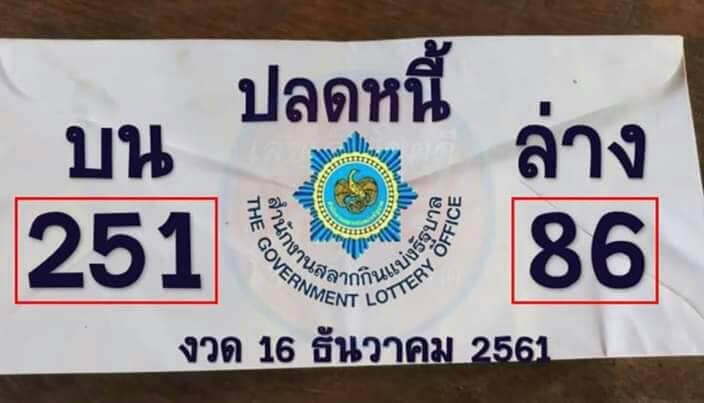 ปลดหนี้
บน
ล่าง
251
86
สำนักงานสลากกินแบ่งรัฐบาล
THE GOVERNMENT LOTTERY OFFICE
งวด 16 ธันวาคม 2561